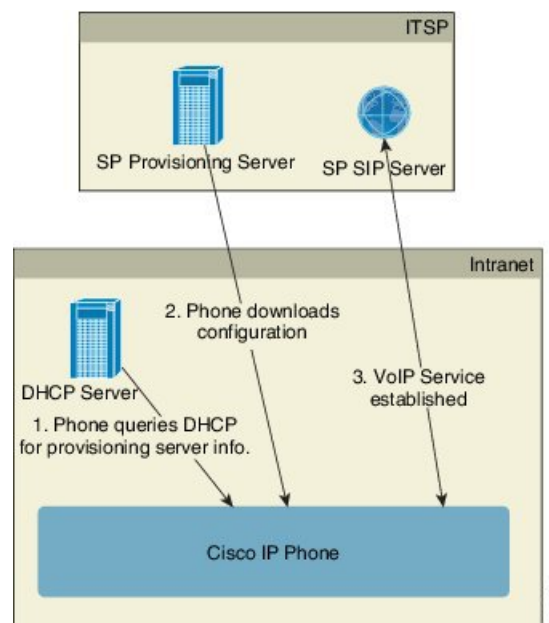 ITSP
SP Provisioning Server
SP SIP Server
Intranet
2. Phone downloads
configuration
DHCP Server
3. VoIP Service
established
1. Phone queries DHCP
for provisioning server info.
Cisco IP Phone